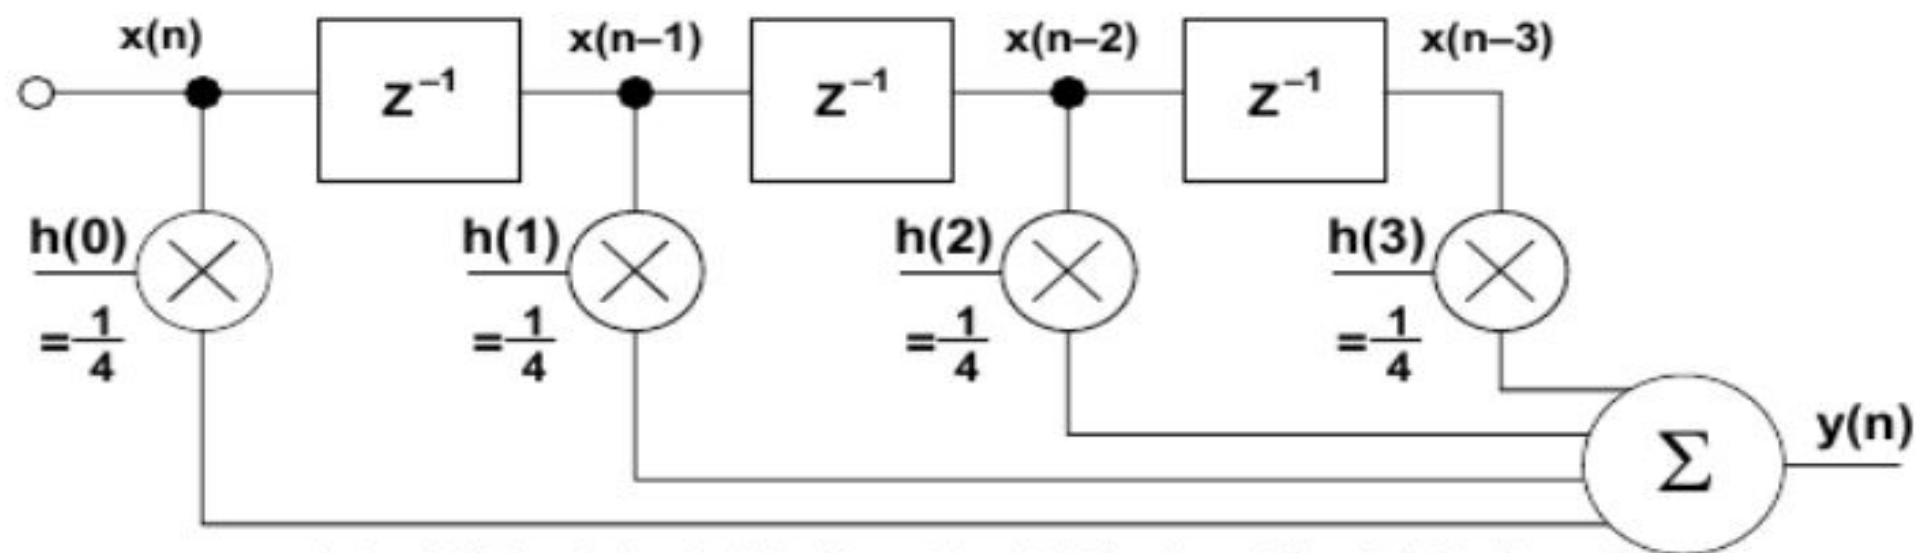 x(n) x(n–1) x(n–2) x(n–3)
Z⁻¹ Z⁻¹ Z⁻¹
h(0) h(1) h(2) h(3)
=1/4 =1/4 =1/4 =1/4
Σ y(n)